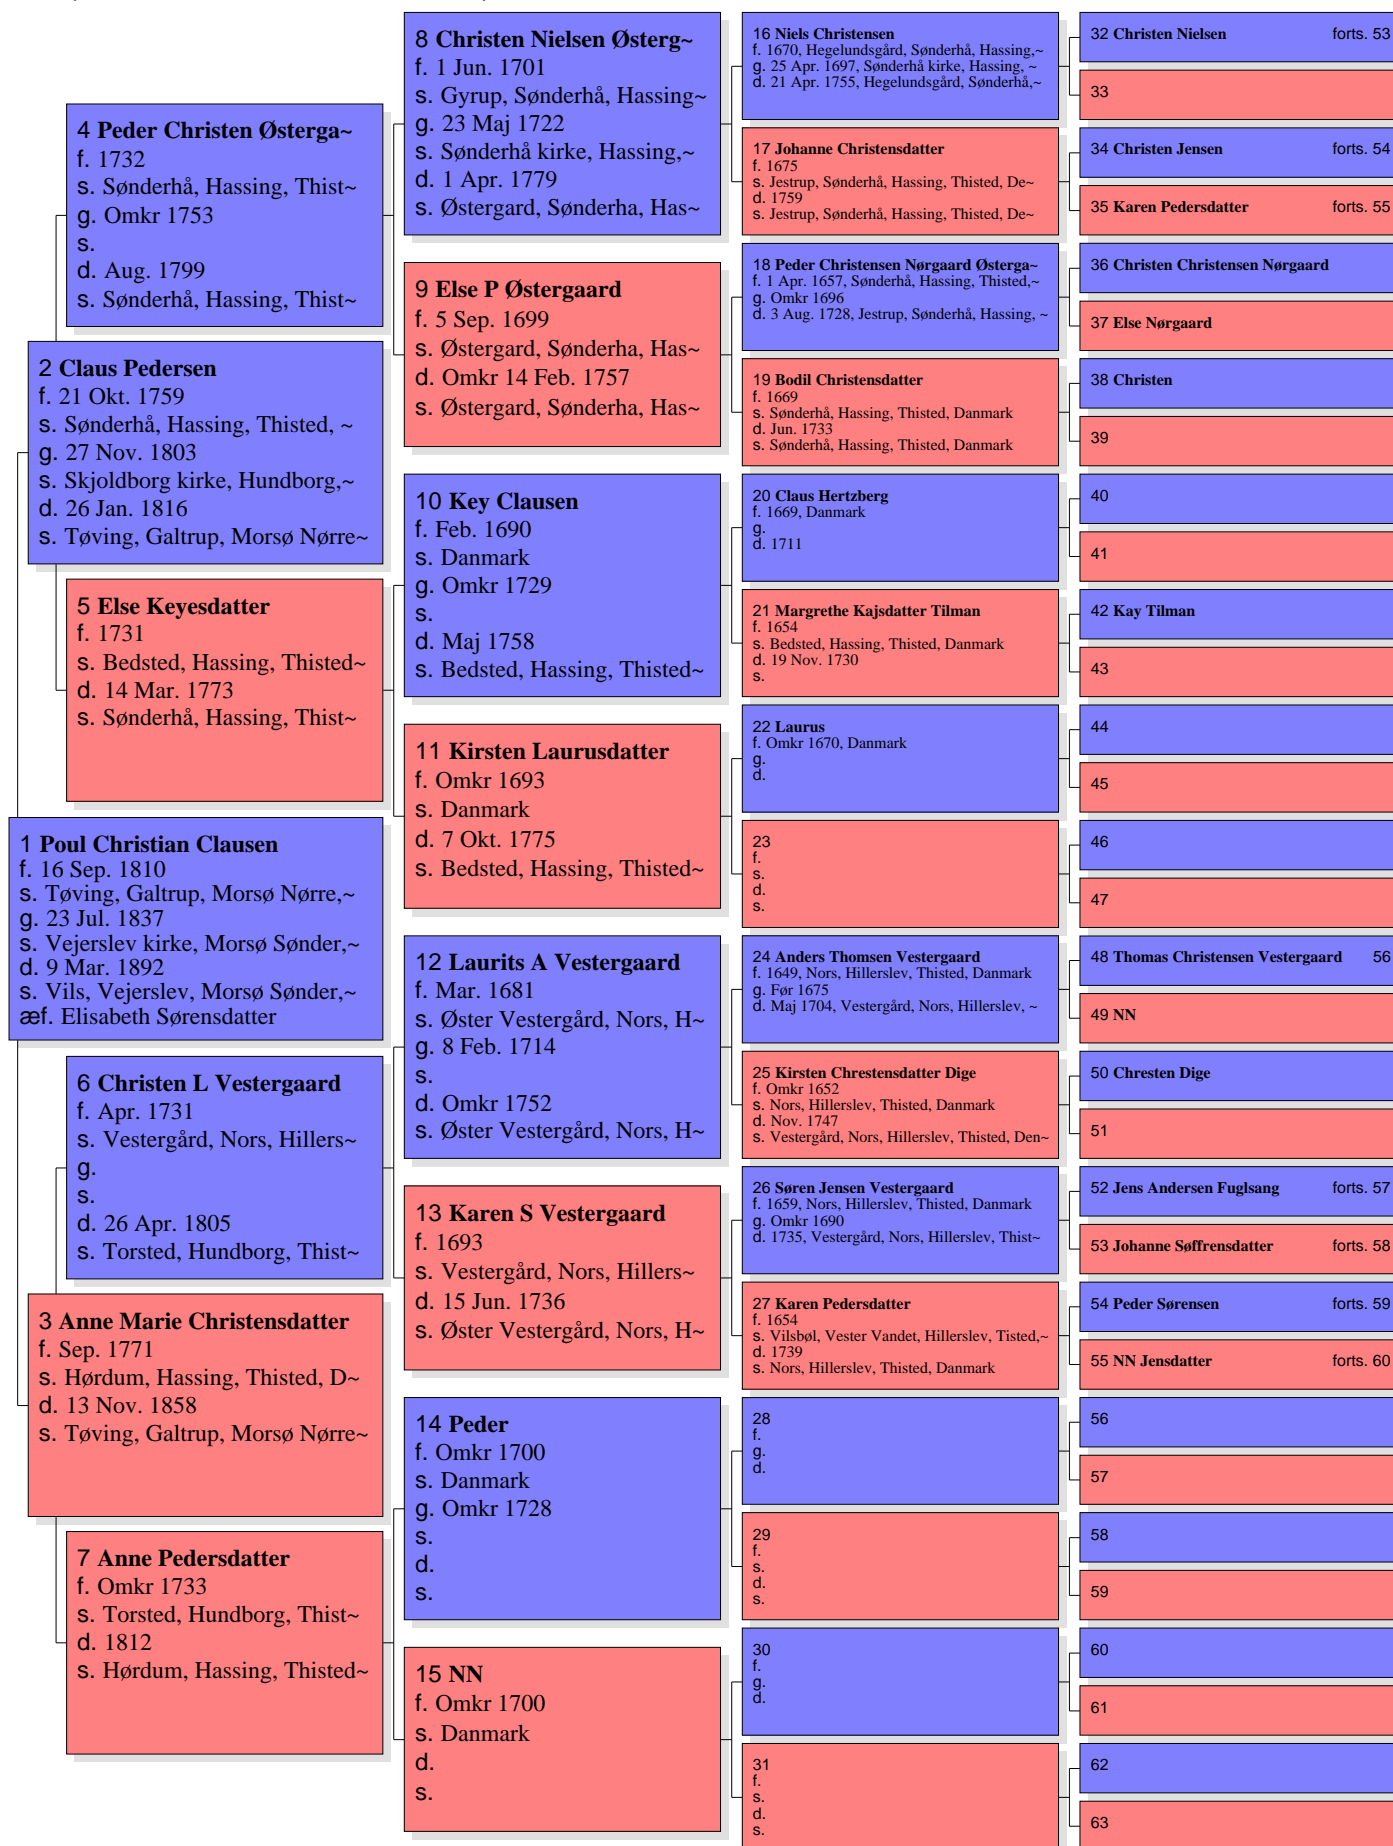 1 Poul Christian Clausen
f. 16 Sep. 1810
s. Tøving, Galtrup, Morsø Nørre,~
g. 23 Jul. 1837
s. Vejerslev kirke, Morsø Sønder,~
d. 9 Mar. 1892
s. Vils, Vejerslev, Morsø Sønder,~
æf. Elisabeth Sørensdatter
2 Claus Pedersen
f. 21 Okt. 1759
s. Sønderhå, Hassing, Thisted, ~
g. 27 Nov. 1803
s. Skjoldborg kirke, Hundborg,~
d. 26 Jan. 1816
s. Tøving, Galtrup, Morsø Nørre~
3 Anne Marie Christensdatter
f. Sep. 1771
s. Hørdum, Hassing, Thisted, D~
d. 13 Nov. 1858
s. Tøving, Galtrup, Morsø Nørre~
4 Peder Christen Østerga~
f. 1732
s. Sønderhå, Hassing, Thist~
g. Omkr 1753
s.
d. Aug. 1799
s. Sønderhå, Hassing, Thist~
5 Else Keyesdatter
f. 1731
s. Bedsted, Hassing, Thisted~
d. 14 Mar. 1773
s. Sønderhå, Hassing, Thist~
6 Christen L Vestergaard
f. Apr. 1731
s. Vestergård, Nors, Hillers~
g.
s.
d. 26 Apr. 1805
s. Torsted, Hundborg, Thist~
7 Anne Pedersdatter
f. Omkr 1733
s. Torsted, Hundborg, Thist~
d. 1812
s. Hørdum, Hassing, Thisted~
8 Christen Nielsen Østerg~
f. 1 Jun. 1701
s. Gyrup, Sønderhå, Hassing~
g. 23 Maj 1722
s. Sønderhå kirke, Hassing,~
d. 1 Apr. 1779
s. Østergard, Sønderha, Has~
9 Else P Østergaard
f. 5 Sep. 1699
s. Østergard, Sønderha, Has~
d. Omkr 14 Feb. 1757
s. Østergard, Sønderha, Has~
10 Key Clausen
f. Feb. 1690
s. Danmark
g. Omkr 1729
s.
d. Maj 1758
s. Bedsted, Hassing, Thisted~
11 Kirsten Laurusdatter
f. Omkr 1693
s. Danmark
d. 7 Okt. 1775
s. Bedsted, Hassing, Thisted~
12 Laurits A Vestergaard
f. Mar. 1681
s. Øster Vestergård, Nors, H~
g. 8 Feb. 1714
s.
d. Omkr 1752
s. Øster Vestergård, Nors, H~
13 Karen S Vestergaard
f. 1693
s. Vestergård, Nors, Hillers~
d. 15 Jun. 1736
s. Øster Vestergård, Nors, H~
14 Peder
f. Omkr 1700
s. Danmark
g. Omkr 1728
s.
d.
s.
15 NN
f. Omkr 1700
s. Danmark
d.
s.
16 Niels Christensen
f. 1670, Hegelundsgård, Sønderhå, Hassing,~
g. 25 Apr. 1697, Sønderhå kirke, Hassing, ~
d. 21 Apr. 1755, Hegelundsgård, Sønderhå,~
17 Johanne Christensdatter
f. 1675
s. Jestrup, Sønderhå, Hassing, Thisted, De~
d. 1759
s. Jestrup, Sønderhå, Hassing, Thisted, De~
18 Peder Christensen Nørgaard Østerga~
f. 1 Apr. 1657, Sønderhå, Hassing, Thisted,~
g. Omkr 1696
d. 3 Aug. 1728, Jestrup, Sønderhå, Hassing, ~
19 Bodil Christensdatter
f. 1669
s. Sønderhå, Hassing, Thisted, Danmark
d. Jun. 1733
s. Sønderhå, Hassing, Thisted, Danmark
20 Claus Hertzberg
f. 1669, Danmark
g.
d. 1711
21 Margrethe Kajsdatter Tilman
f. 1654
s. Bedsted, Hassing, Thisted, Danmark
d. 19 Nov. 1730
s.
22 Laurus
f. Omkr 1670, Danmark
g.
d.
23
f.
s.
d.
s.
24 Anders Thomsen Vestergaard
f. 1649, Nors, Hillerslev, Thisted, Danmark
g. Før 1675
d. Maj 1704, Vestergård, Nors, Hillerslev, ~
25 Kirsten Chrestensdatter Dige
f. Omkr 1652
s. Nors, Hillerslev, Thisted, Danmark
d. Nov. 1747
s. Vestergård, Nors, Hillerslev, Thisted, Den~
26 Søren Jensen Vestergaard
f. 1659, Nors, Hillerslev, Thisted, Danmark
g. Omkr 1690
d. 1735, Vestergård, Nors, Hillerslev, Thist~
27 Karen Pedersdatter
f. 1654
s. Vilsbøl, Vester Vandet, Hillerslev, Tisted,~
d. 1739
s. Nors, Hillerslev, Thisted, Danmark
28
f.
g.
d.
29
f.
s.
d.
s.
30
f.
g.
d.
31
f.
s.
d.
s.
32 Christen Nielsen forts. 53
33
34 Christen Jensen forts. 54
35 Karen Pedersdatter forts. 55
36 Christen Christensen Nørgaard
37 Else Nørgaard
38 Christen
39
40
41
42 Kay Tilman
43
44
45
46
47
48 Thomas Christensen Vestergaard 56
49 NN
50 Chresten Dige
51
52 Jens Andersen Fuglsang forts. 57
53 Johanne Søffrensdatter forts. 58
54 Peder Sørensen forts. 59
55 NN Jensdatter forts. 60
56
57
58
59
60
61
62
63